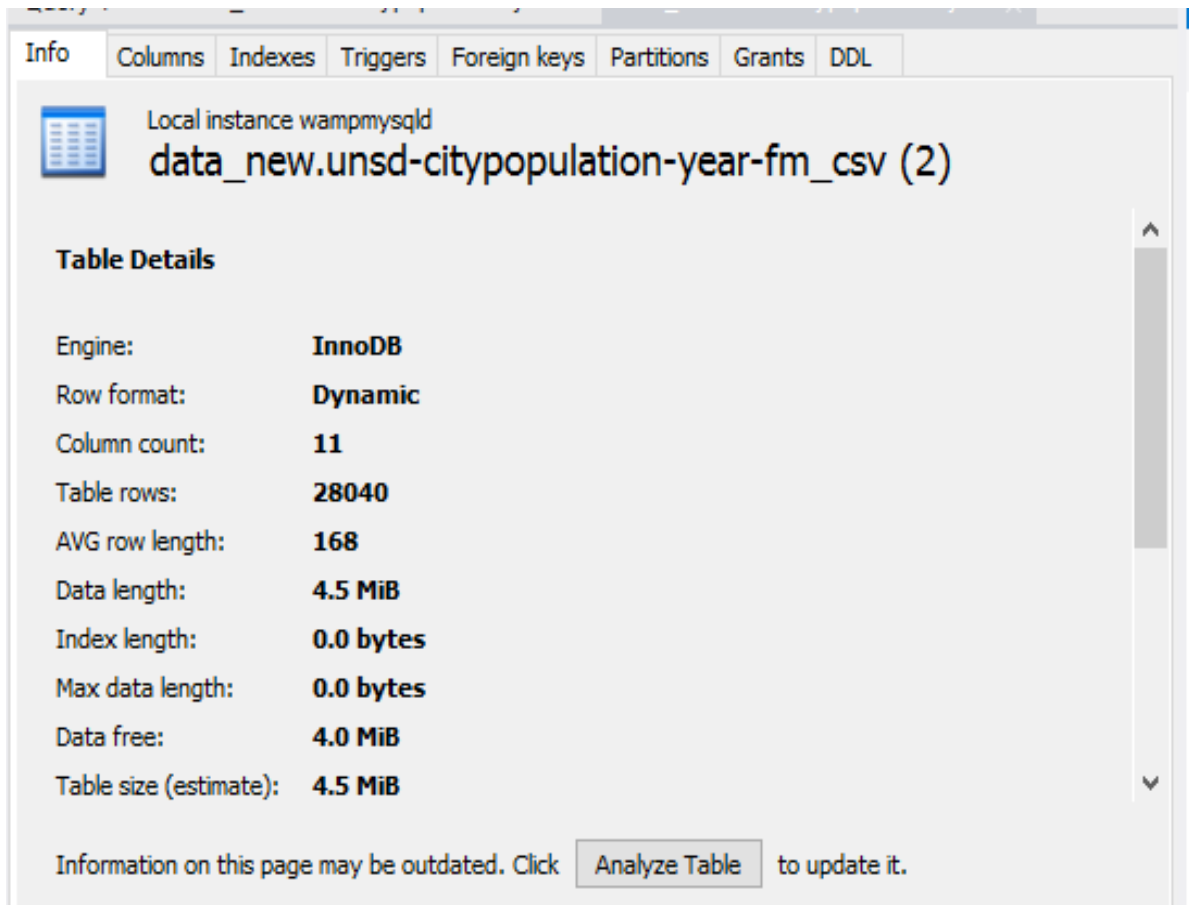 Info Columns Indexes Triggers Foreign keys Partitions Grants DDL
Local instance wampmysqld
data_new.unsd-citypopulation-year-fm_csv (2)
Table Details
Engine: InnoDB
Row format: Dynamic
Column count: 11
Table rows: 28040
AVG row length: 168
Data length: 4.5 MiB
Index length: 0.0 bytes
Max data length: 0.0 bytes
Data free: 4.0 MiB
Table size (estimate): 4.5 MiB
Information on this page may be outdated. Click Analyze Table to update it.